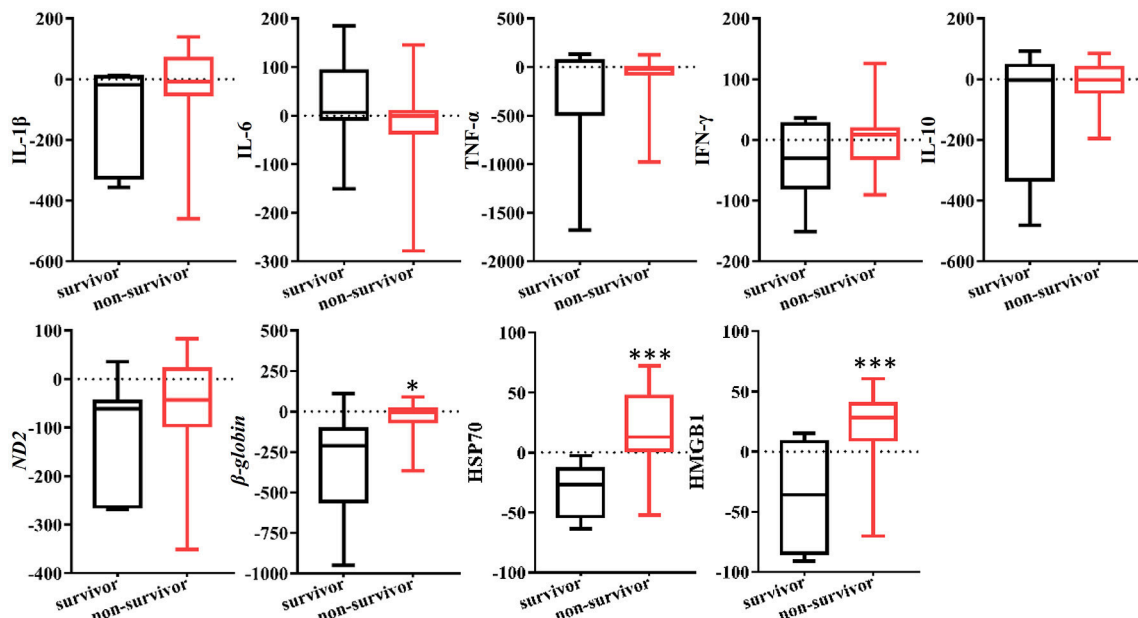 IL-1β
200
0
-200
-400
-600
survivor
non-survivor
IL-6
200
100
0
-100
200
-300
survivor
non-survivor
TNF-α
500
0
-500
-1000
-1500
-2000
survivor
non-survivor
IFN-γ
200
100
0
-100
-200
survivor
non-survivor
IL-10
200
0
-200
-400
-600
survivor
non-survivor
ND2
100
0
-100
-200
-300
-400
survivor
non-survivor
β-globin
500
250
0
-250
-500
-750
-1000
*
survivor
non-survivor
HSP70
100
50
0
-50
-100
***
survivor
non-survivor
HMGB1
100
50
0
-50
-100
***
survivor
non-survivor